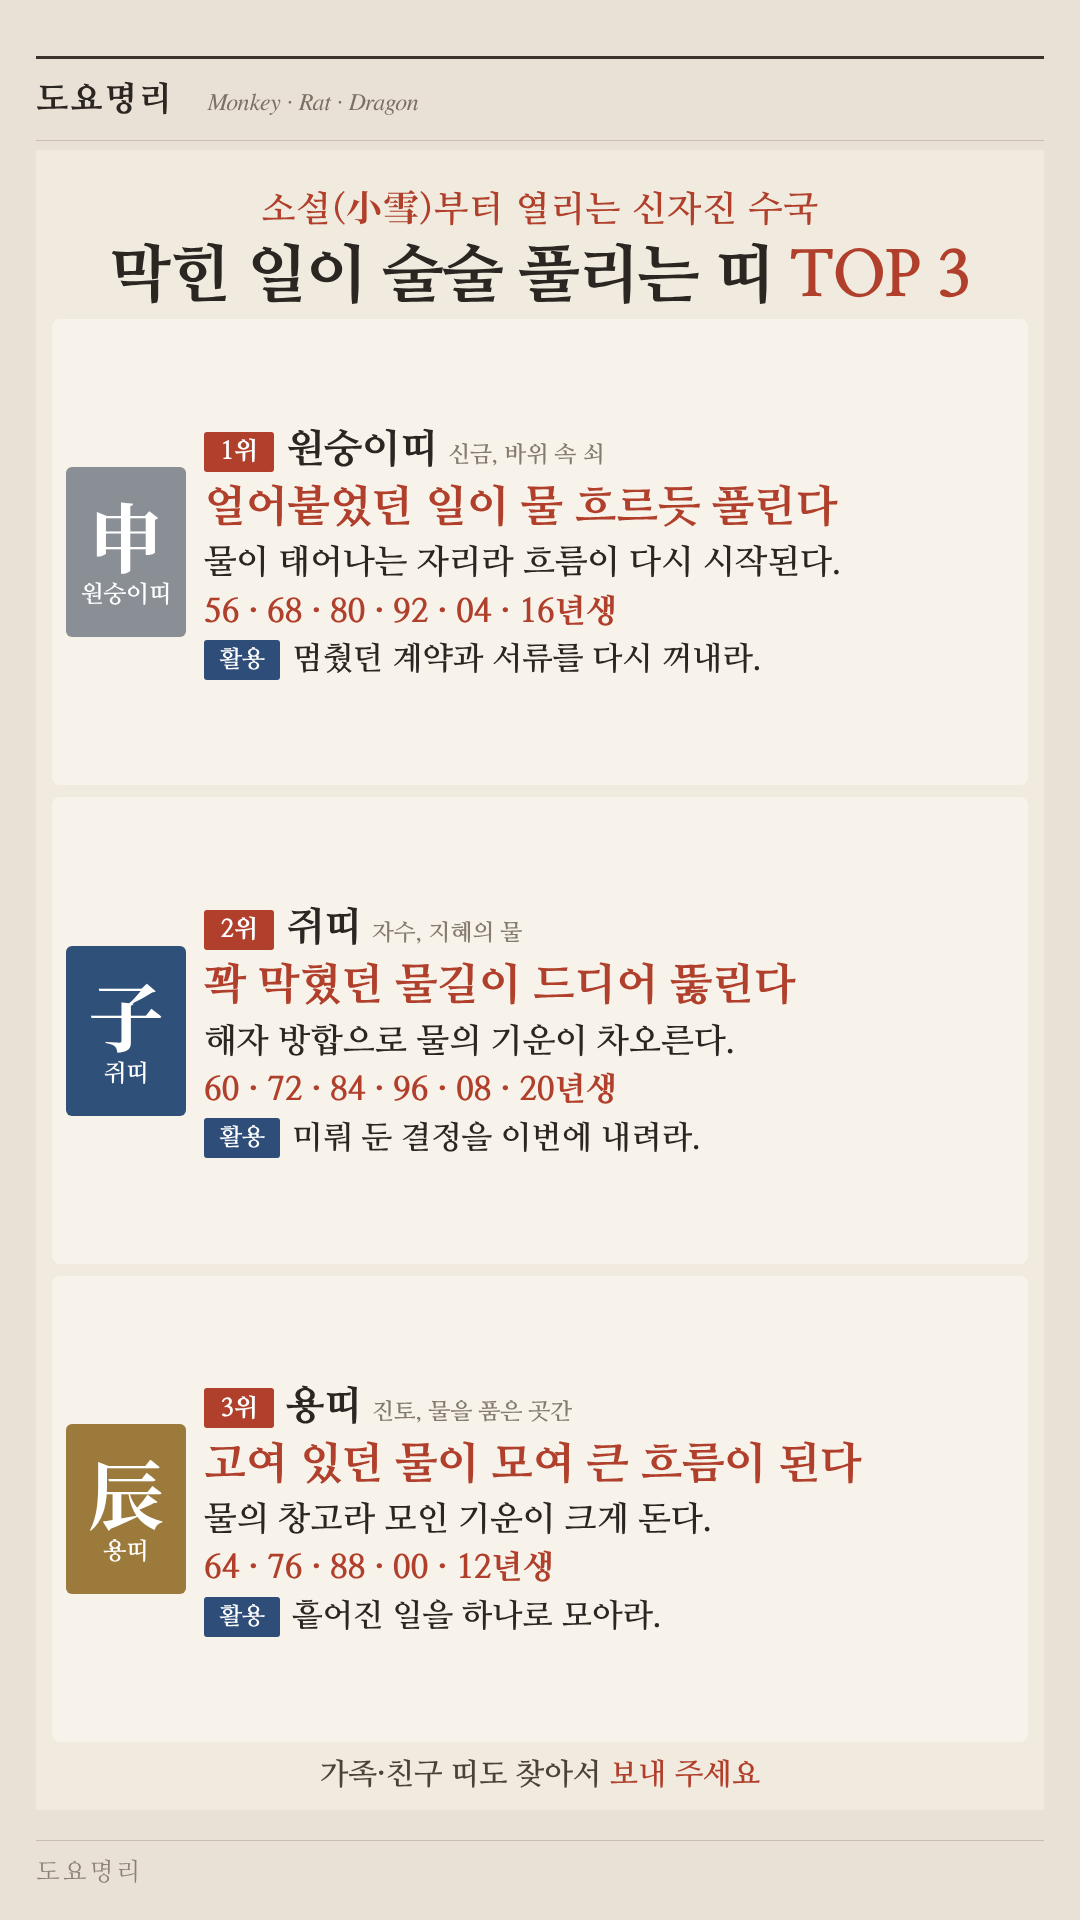 도요명리 Monkey · Rat · Dragon
소설(小雪)부터 열리는 신자진 수국
막힌 일이 술술 풀리는 띠 TOP 3
申
원숭이띠
1위 원숭이띠 신금, 바위 속 쇠
얼어붙었던 일이 물 흐르듯 풀린다
물이 태어나는 자리라 흐름이 다시 시작된다.
56 · 68 · 80 · 92 · 04 · 16년생
활용 멈췄던 계약과 서류를 다시 꺼내라.
子
쥐띠
2위 쥐띠 자수, 지혜의 물
꽉 막혔던 물길이 드디어 뚫린다
해자 방합으로 물의 기운이 차오른다.
60 · 72 · 84 · 96 · 08 · 20년생
활용 미뤄 둔 결정을 이번에 내려라.
辰
용띠
3위 용띠 진토, 물을 품은 곳간
고여 있던 물이 모여 큰 흐름이 된다
물의 창고라 모인 기운이 크게 돈다.
64 · 76 · 88 · 00 · 12년생
활용 흩어진 일을 하나로 모아라.
가족·친구 띠도 찾아서 보내 주세요
도요명리